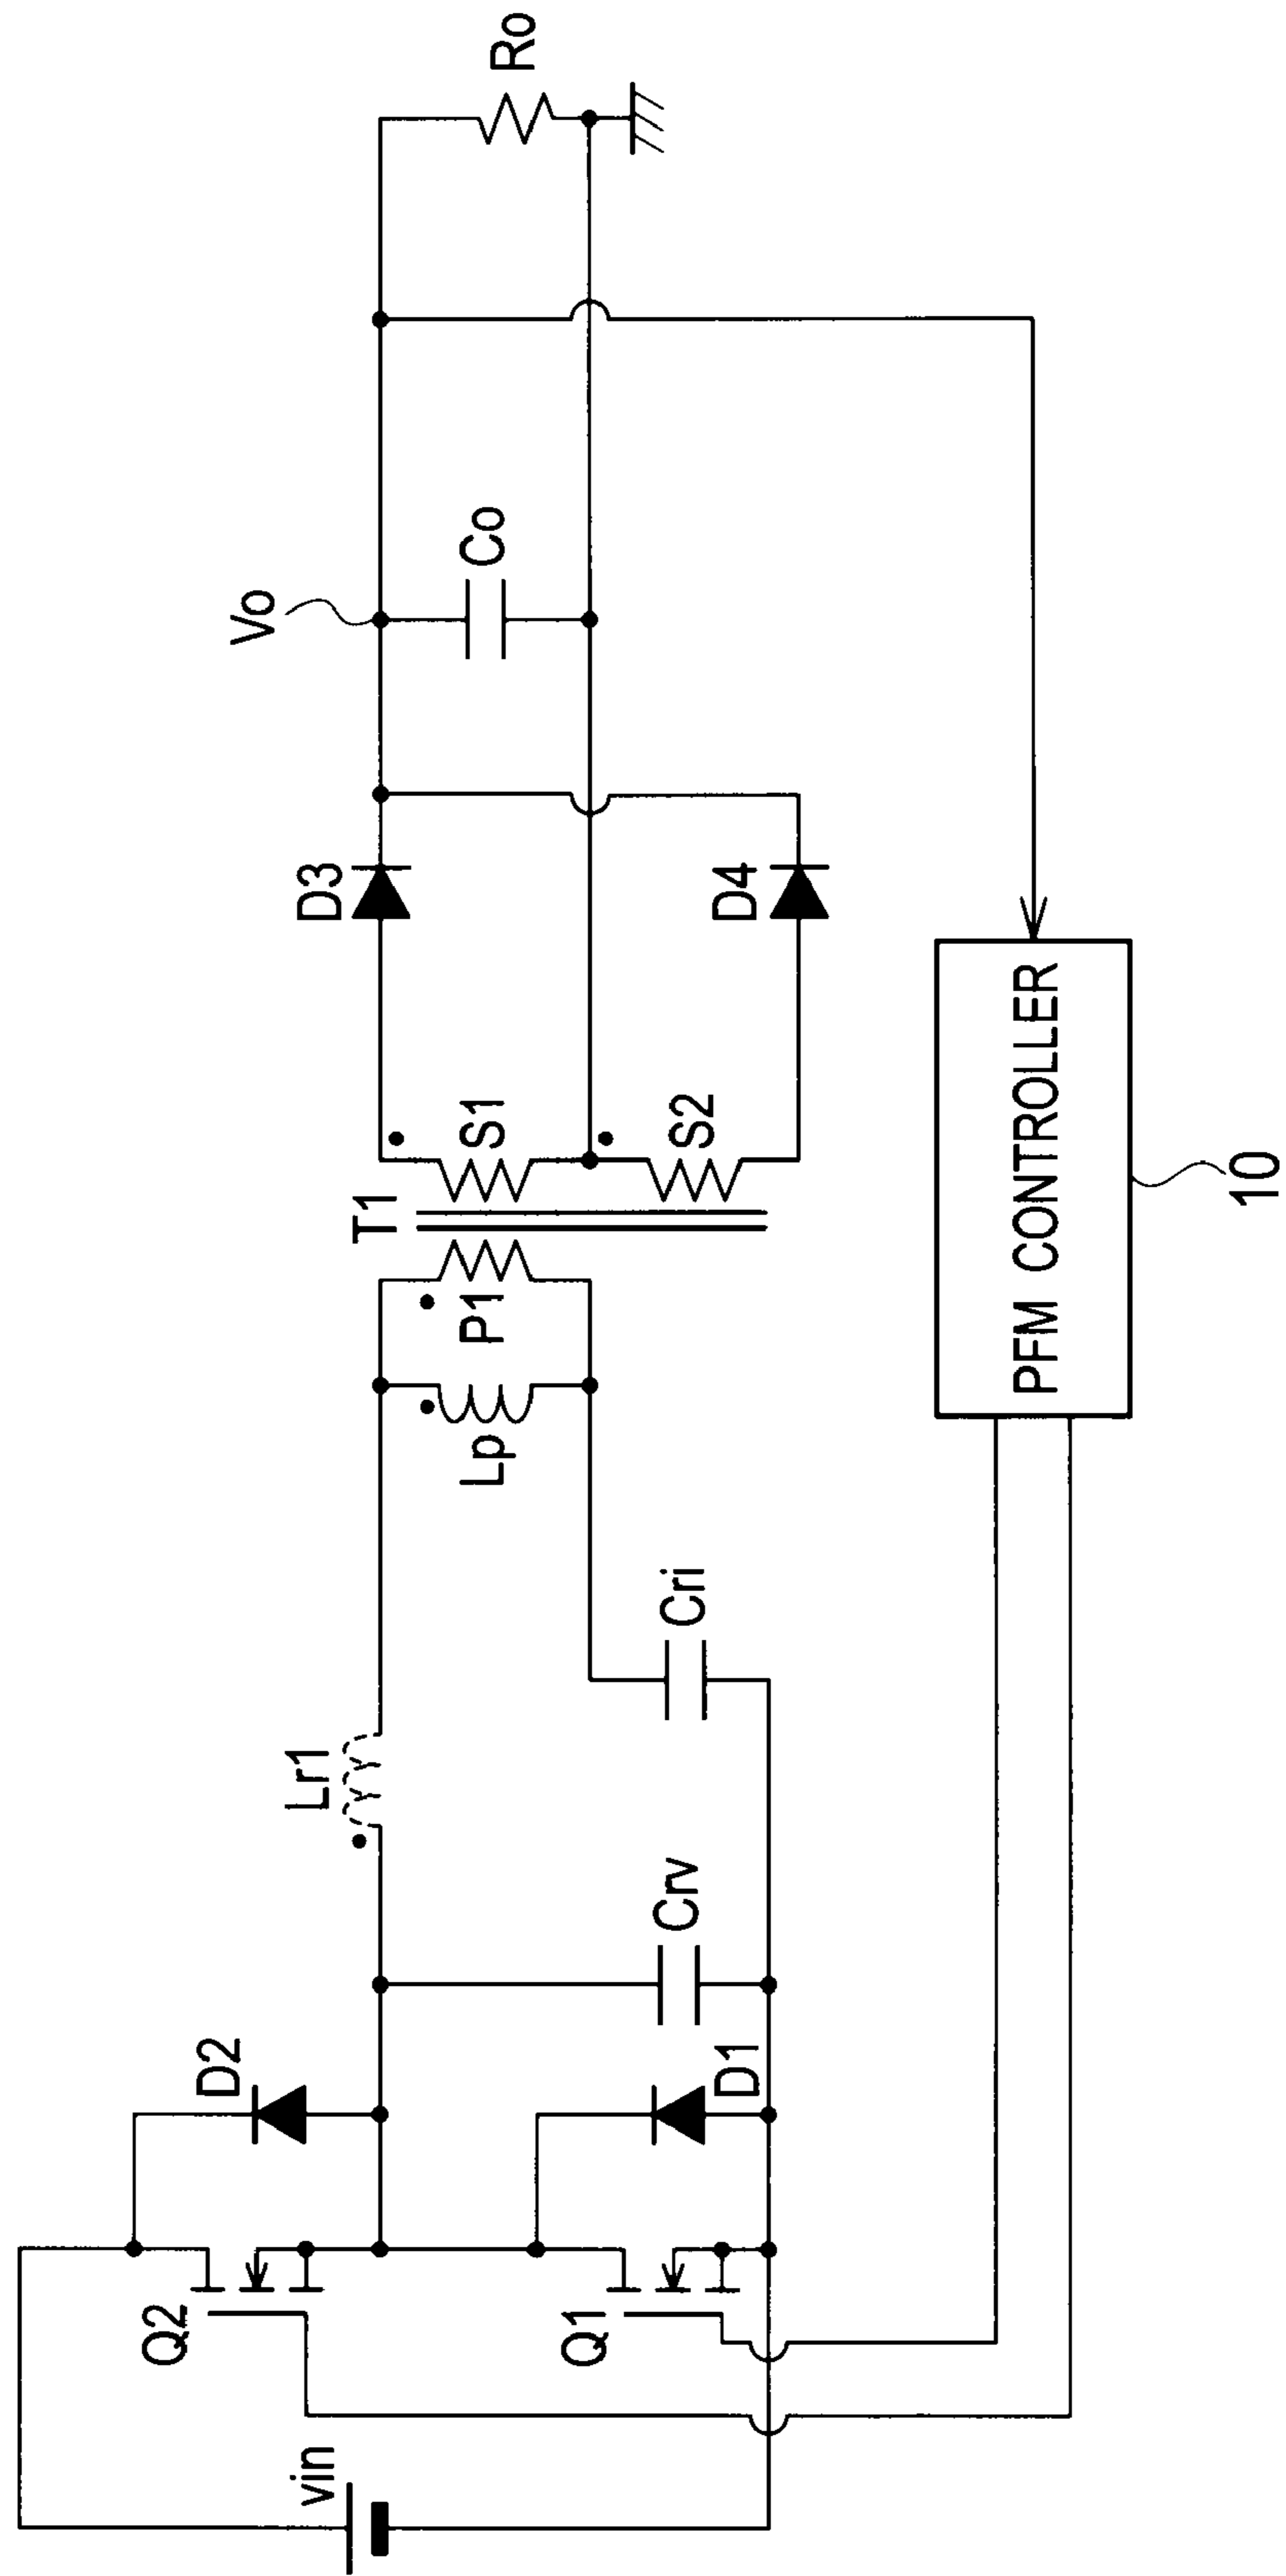 vin
Q2
D2
Q1
D1
Crv
Lr1
Cri
Lp
P1
T1
S1
S2
D3
D4
Vo
Co
Ro
PFM CONTROLLER
10